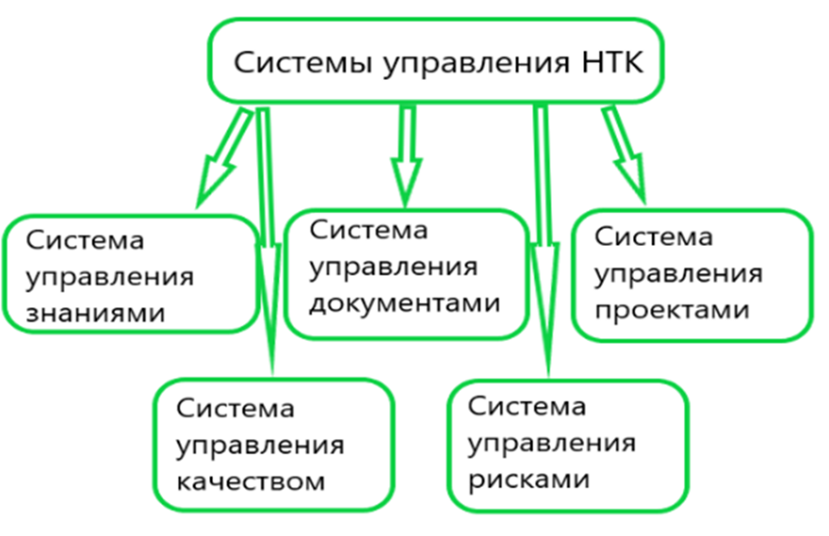 Системы управления НТК
Система
управления
знаниями
Система
управления
документами
Система
управления
проектами
Система
управления
качеством
Система
управления
рисками